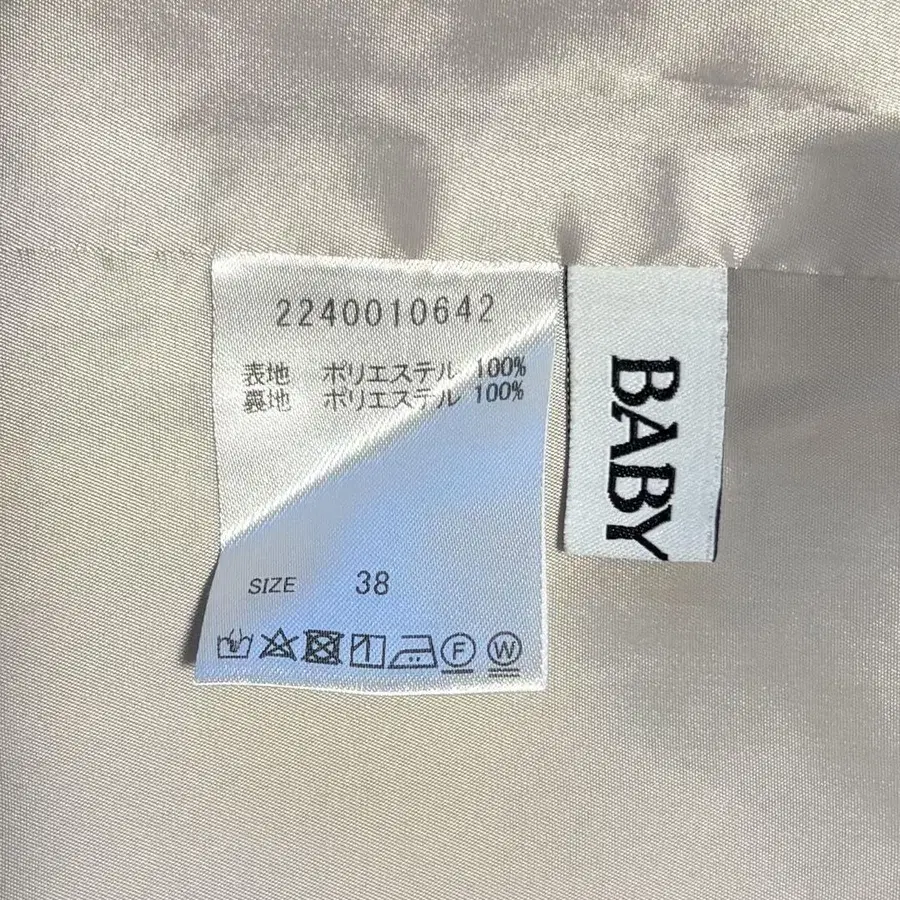 2240010642
表地 ポリエステル 100%
裏地 ポリエステル 100%
SIZE 38
F W
BABY